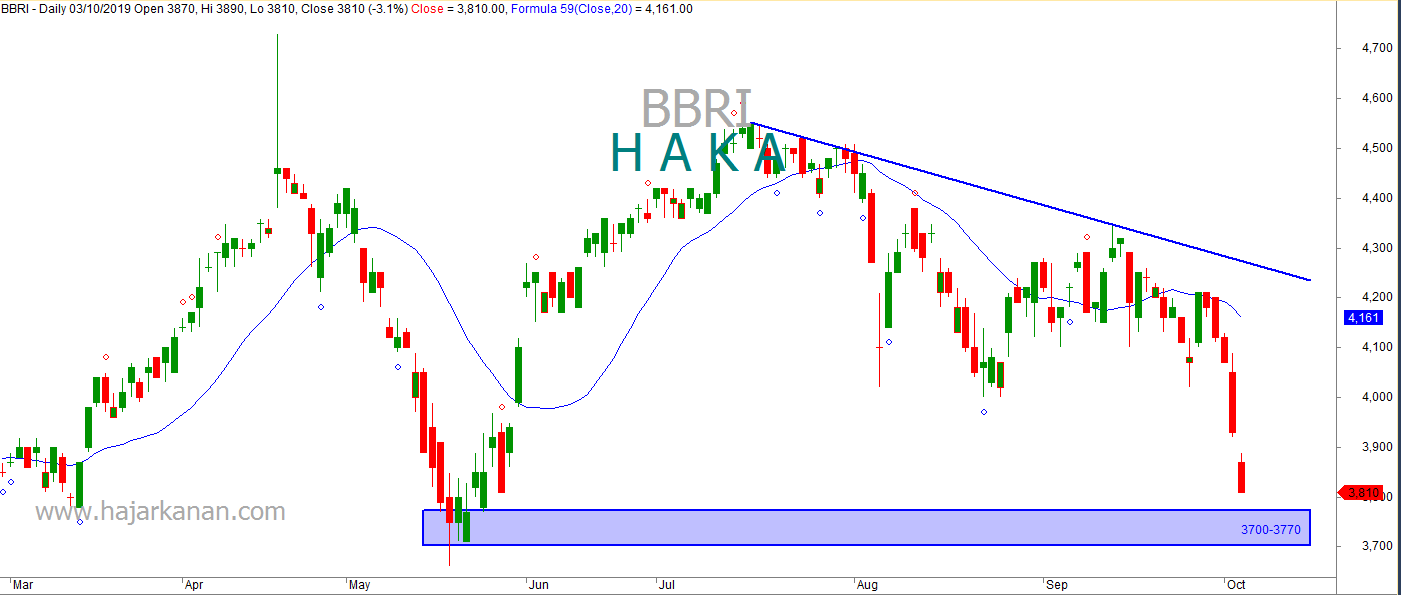 BBRI - Daily 03/10/2019 Open 3870, Hi 3890, Lo 3810, Close 3810 (-3.1%) Close = 3,810.00, Formula 59(Close,20) = 4,161.00
4,700
4,600
BBRI
HAKA
4,500
4,400
4,300
4,200
4,161
4,100
4,000
3,900
3,810
3,800
www.hajarkanan.com
3700-3770
3,700
Mar Apr May Jun Jul Aug Sep Oct